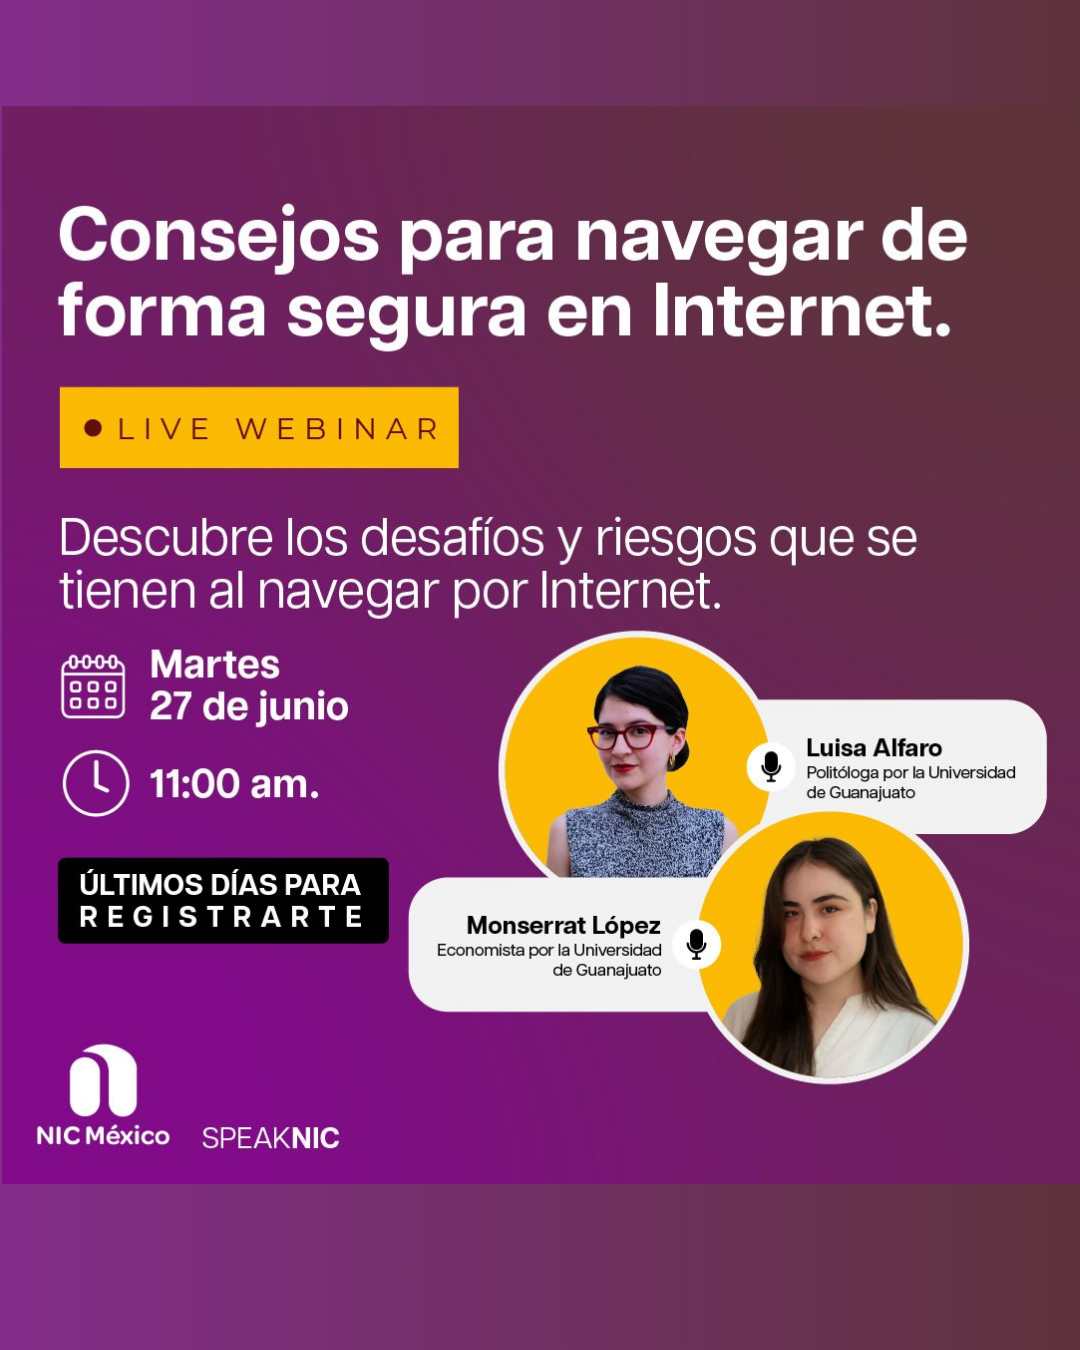 Consejos para navegar de
forma segura en Internet.
LIVE WEBINAR
Descubre los desafíos y riesgos que se
tienen al navegar por Internet.
Martes
27 de junio
11:00 am.
Luisa Alfaro
Politóloga por la Universidad
de Guanajuato
ÚLTIMOS DÍAS PARA
REGISTRARTE
Monserrat López
Economista por la Universidad
de Guanajuato
NIC México
SPEAKNIC